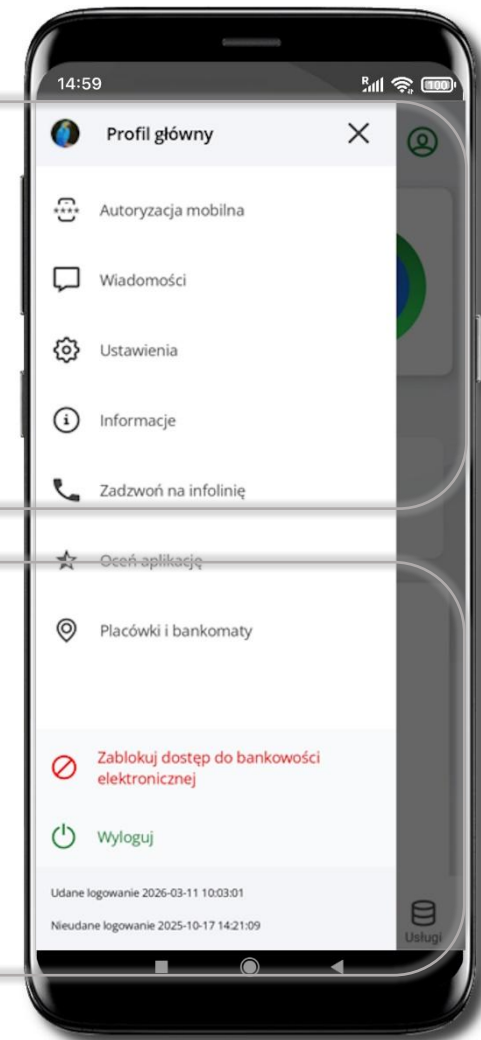 14:59
R
100
Profil główny
Autoryzacja mobilna
Wiadomości
Ustawienia
Informacje
Zadzwoń na infolinię
Oceń aplikację
Placówki i bankomaty
Zablokuj dostęp do bankowości
elektronicznej
Wyloguj
Udane logowanie 2026-03-11 10:03:01
Nieudane logowanie 2025-10-17 14:21:09
Usługi